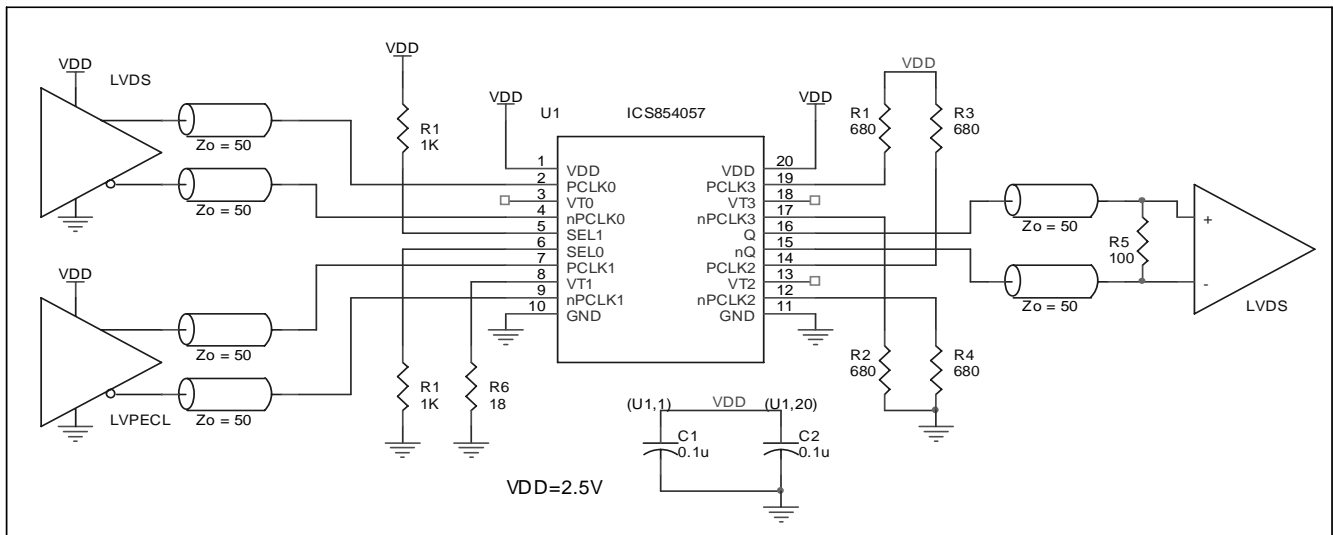 VDD
LVDS
Zo = 50
Zo = 50
VDD
R1
1K
VDD
LVPECL
Zo = 50
Zo = 50
R1
1K
R6
18
VDD
U1
ICS854057
1 VDD
2 PCLK0
3 VT0
4 nPCLK0
5 SEL1
6 SEL0
7 PCLK1
8 VT1
9 nPCLK1
10 GND
20 VDD
19 PCLK3
18 VT3
17 nPCLK3
16 Q
15 nQ
14 PCLK2
13 VT2
12 nPCLK2
11 GND
VDD
VDD
R1
680
R3
680
R2
680
R4
680
Zo = 50
Zo = 50
R5
100
+
-
LVDS
(U1,1)
VDD
(U1,20)
C1
0.1u
C2
0.1u
VDD=2.5V